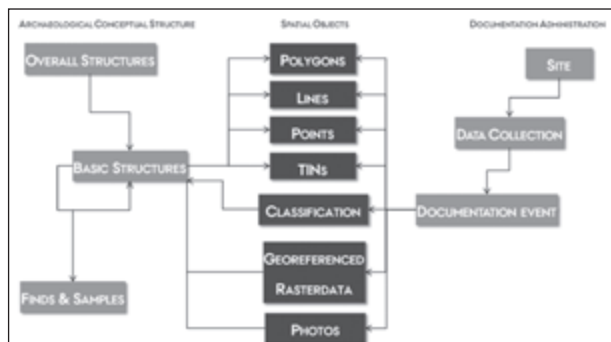 ARCHAEOLOGICAL CONCEPTUAL STRUCTURE
SPATIAL OBJECTS
DOCUMENTATION ADMINISTRATION
OVERALL STRUCTURES
POLYGONS
SITE
LINES
POINTS
DATA COLLECTION
BASIC STRUCTURES
TINS
CLASSIFICATION
DOCUMENTATION EVENT
GEOREFERENCED
RASTERDATA
FINDS & SAMPLES
PHOTOS